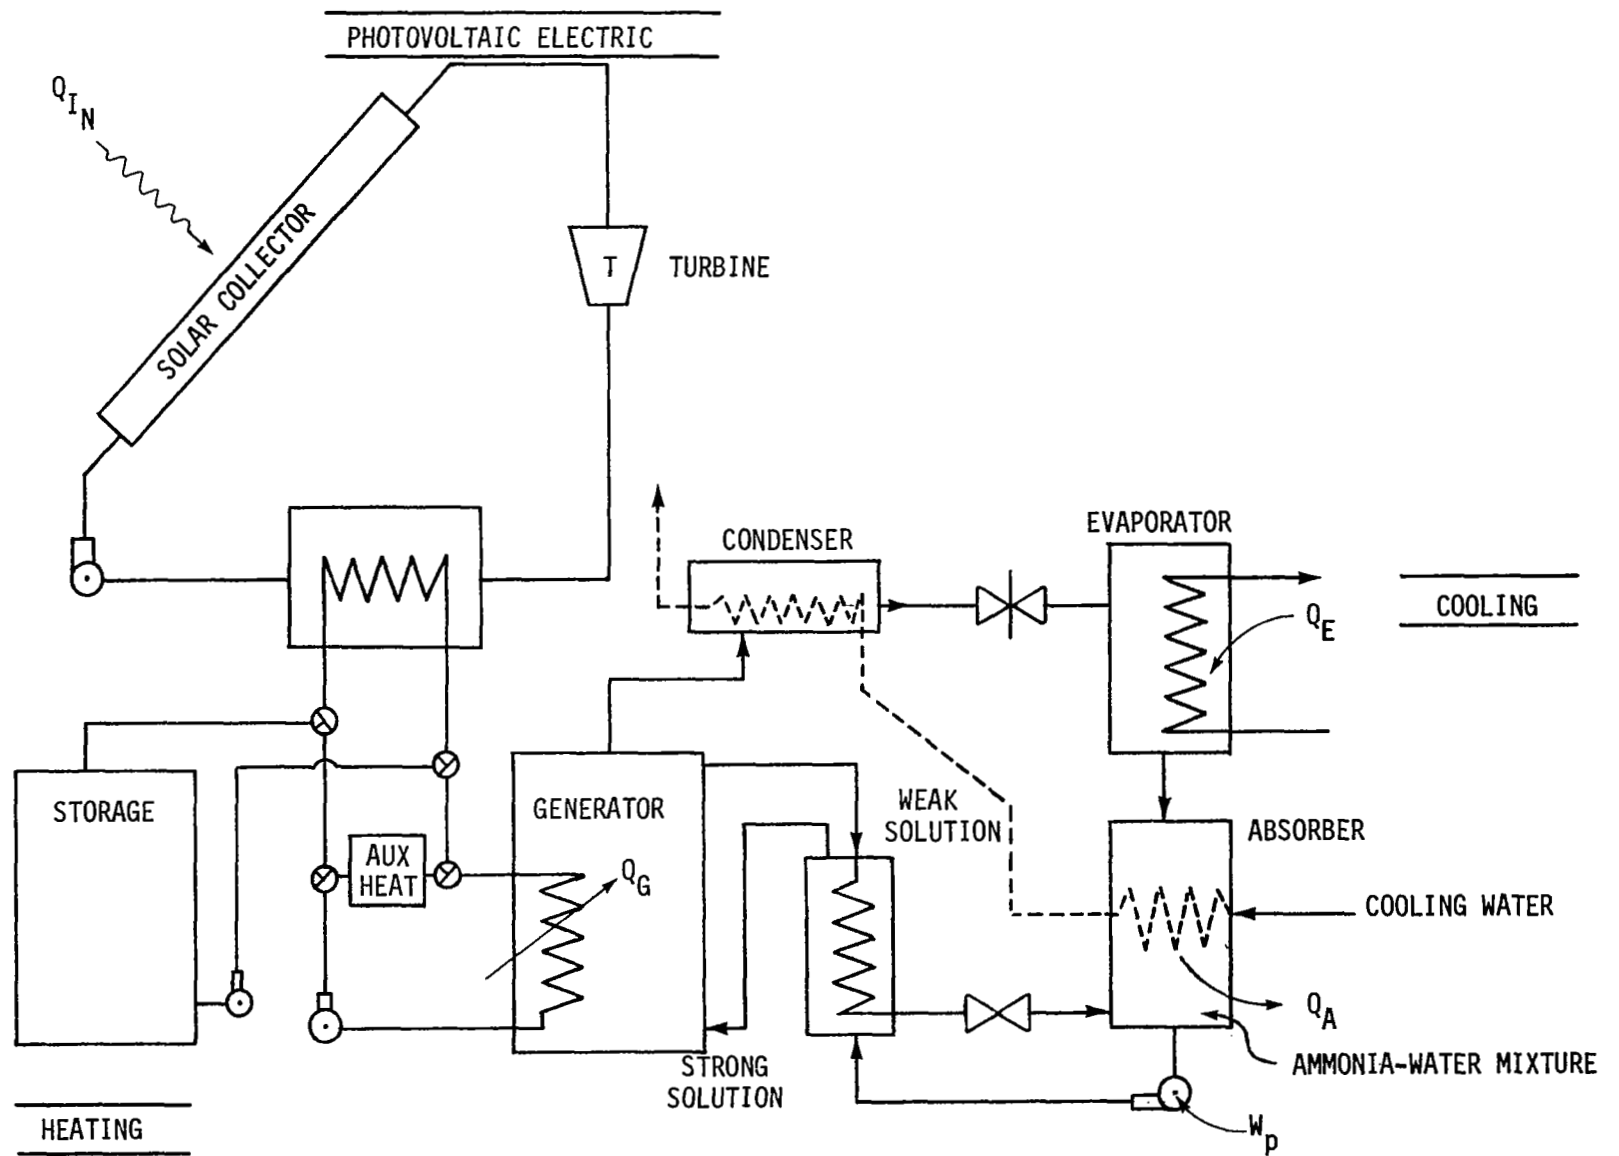 PHOTOVOLTAIC ELECTRIC
Q_IN
SOLAR COLLECTOR
T
TURBINE
CONDENSER
EVAPORATOR
Q_E
COOLING
STORAGE
AUX
HEAT
GENERATOR
Q_G
WEAK
SOLUTION
ABSORBER
COOLING WATER
Q_A
AMMONIA-WATER MIXTURE
STRONG
SOLUTION
W_p
HEATING